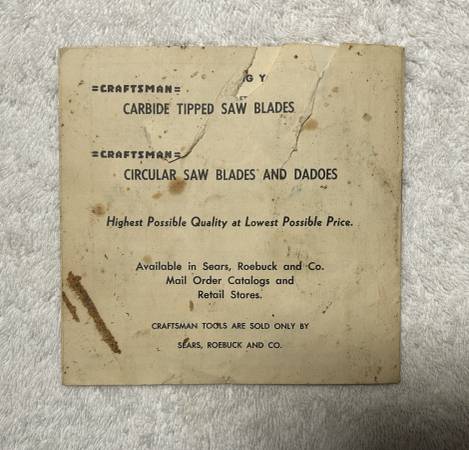 G Y
=CRAFTSMAN=
CARBIDE TIPPED SAW BLADES
=CRAFTSMAN=
CIRCULAR SAW BLADES AND DADOES
Highest Possible Quality at Lowest Possible Price.
Available in Sears, Roebuck and Co.
Mail Order Catalogs and
Retail Stores.
CRAFTSMAN TOOLS ARE SOLD ONLY BY
SEARS, ROEBUCK AND CO.